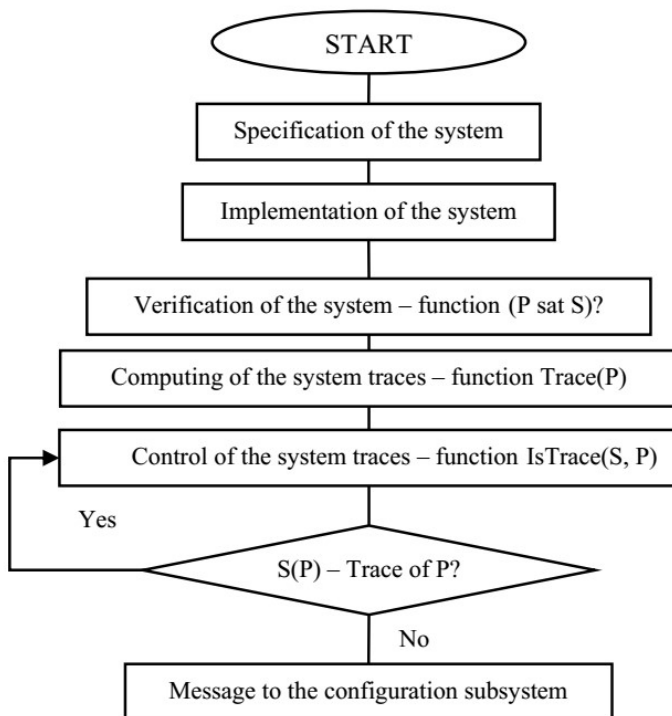 START
Specification of the system
Implementation of the system
Verification of the system – function (P sat S)?
Computing of the system traces – function Trace(P)
Control of the system traces – function IsTrace(S, P)
Yes
S(P) – Trace of P?
No
Message to the configuration subsystem